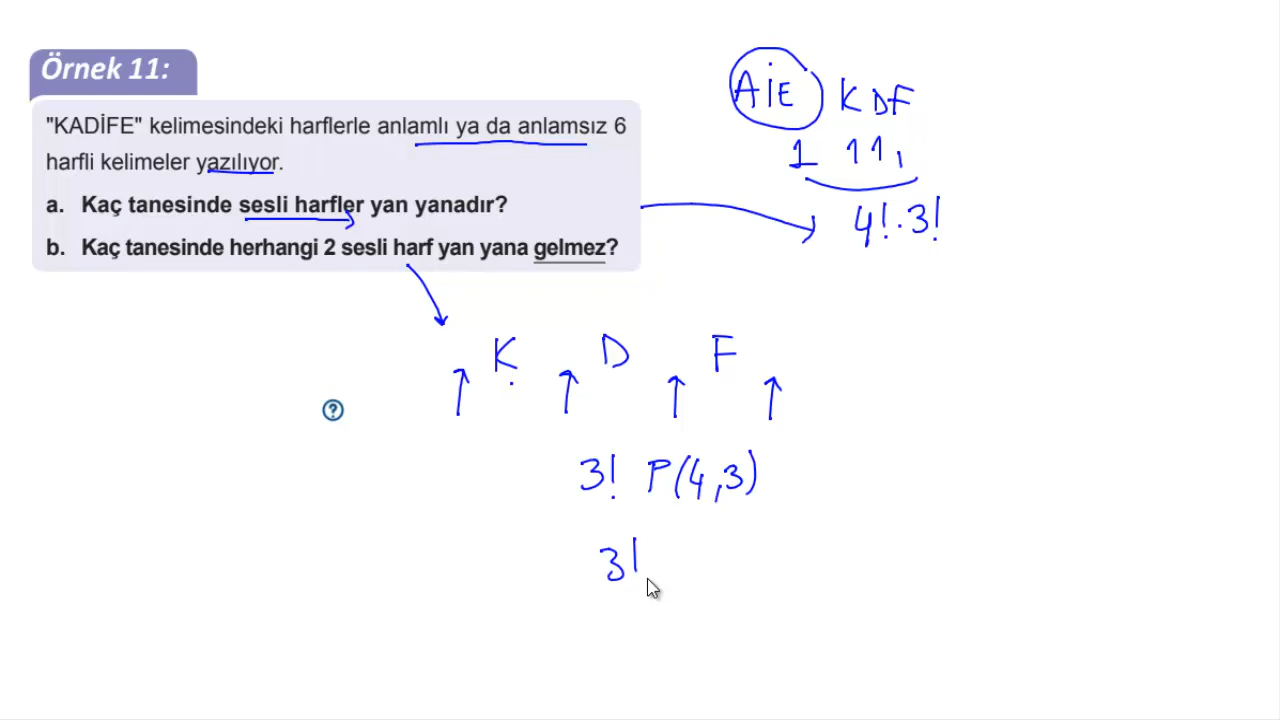 Örnek 11:
"KADİFE" kelimesindeki harflerle anlamlı ya da anlamsız 6
harfli kelimeler yazılıyor.
a. Kaç tanesinde sesli harfler yan yanadır?
b. Kaç tanesinde herhangi 2 sesli harf yan yana gelmez?
AİE KDF
1 1 1 1
4!.3!
K D F
3! P(4,3)
3!